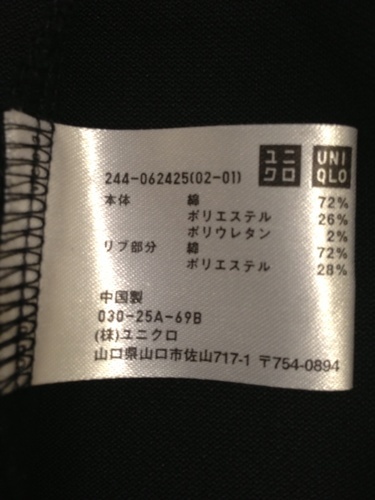 ユニクロ UNIQLO
244-062425(02-01)
本体 綿 72%
ポリエステル 26%
ポリウレタン 2%
リブ部分 綿 72%
ポリエステル 28%
中国製
030-25A-69B
(株)ユニクロ
山口県山口市佐山717-1 〒754-0894